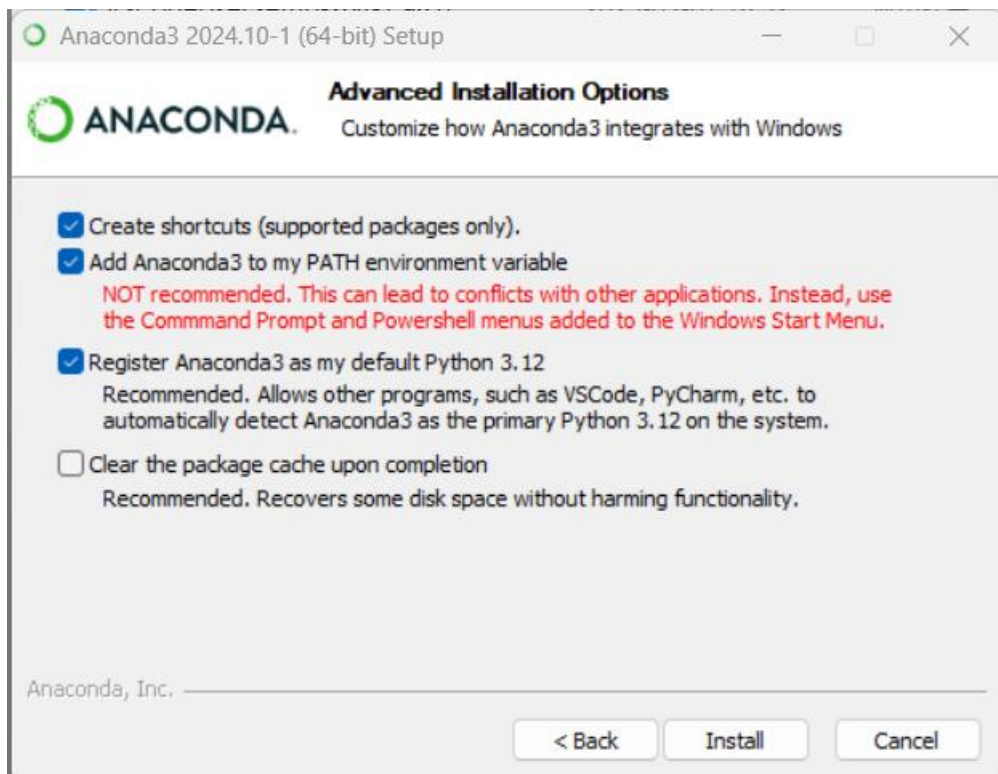 Anaconda3 2024.10-1 (64-bit) Setup
ANACONDA.
Advanced Installation Options
Customize how Anaconda3 integrates with Windows
Create shortcuts (supported packages only).
Add Anaconda3 to my PATH environment variable
NOT recommended. This can lead to conflicts with other applications. Instead, use
the Commmand Prompt and Powershell menus added to the Windows Start Menu.
Register Anaconda3 as my default Python 3.12
Recommended. Allows other programs, such as VSCode, PyCharm, etc. to
automatically detect Anaconda3 as the primary Python 3.12 on the system.
Clear the package cache upon completion
Recommended. Recovers some disk space without harming functionality.
Anaconda, Inc.
< Back
Install
Cancel